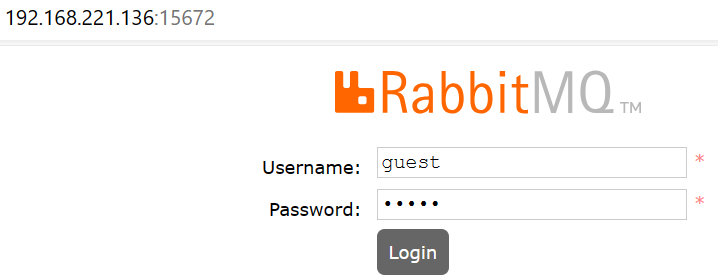 192.168.221.136:15672
RabbitMQ™
Username: guest *
Password: ••••• *
Login